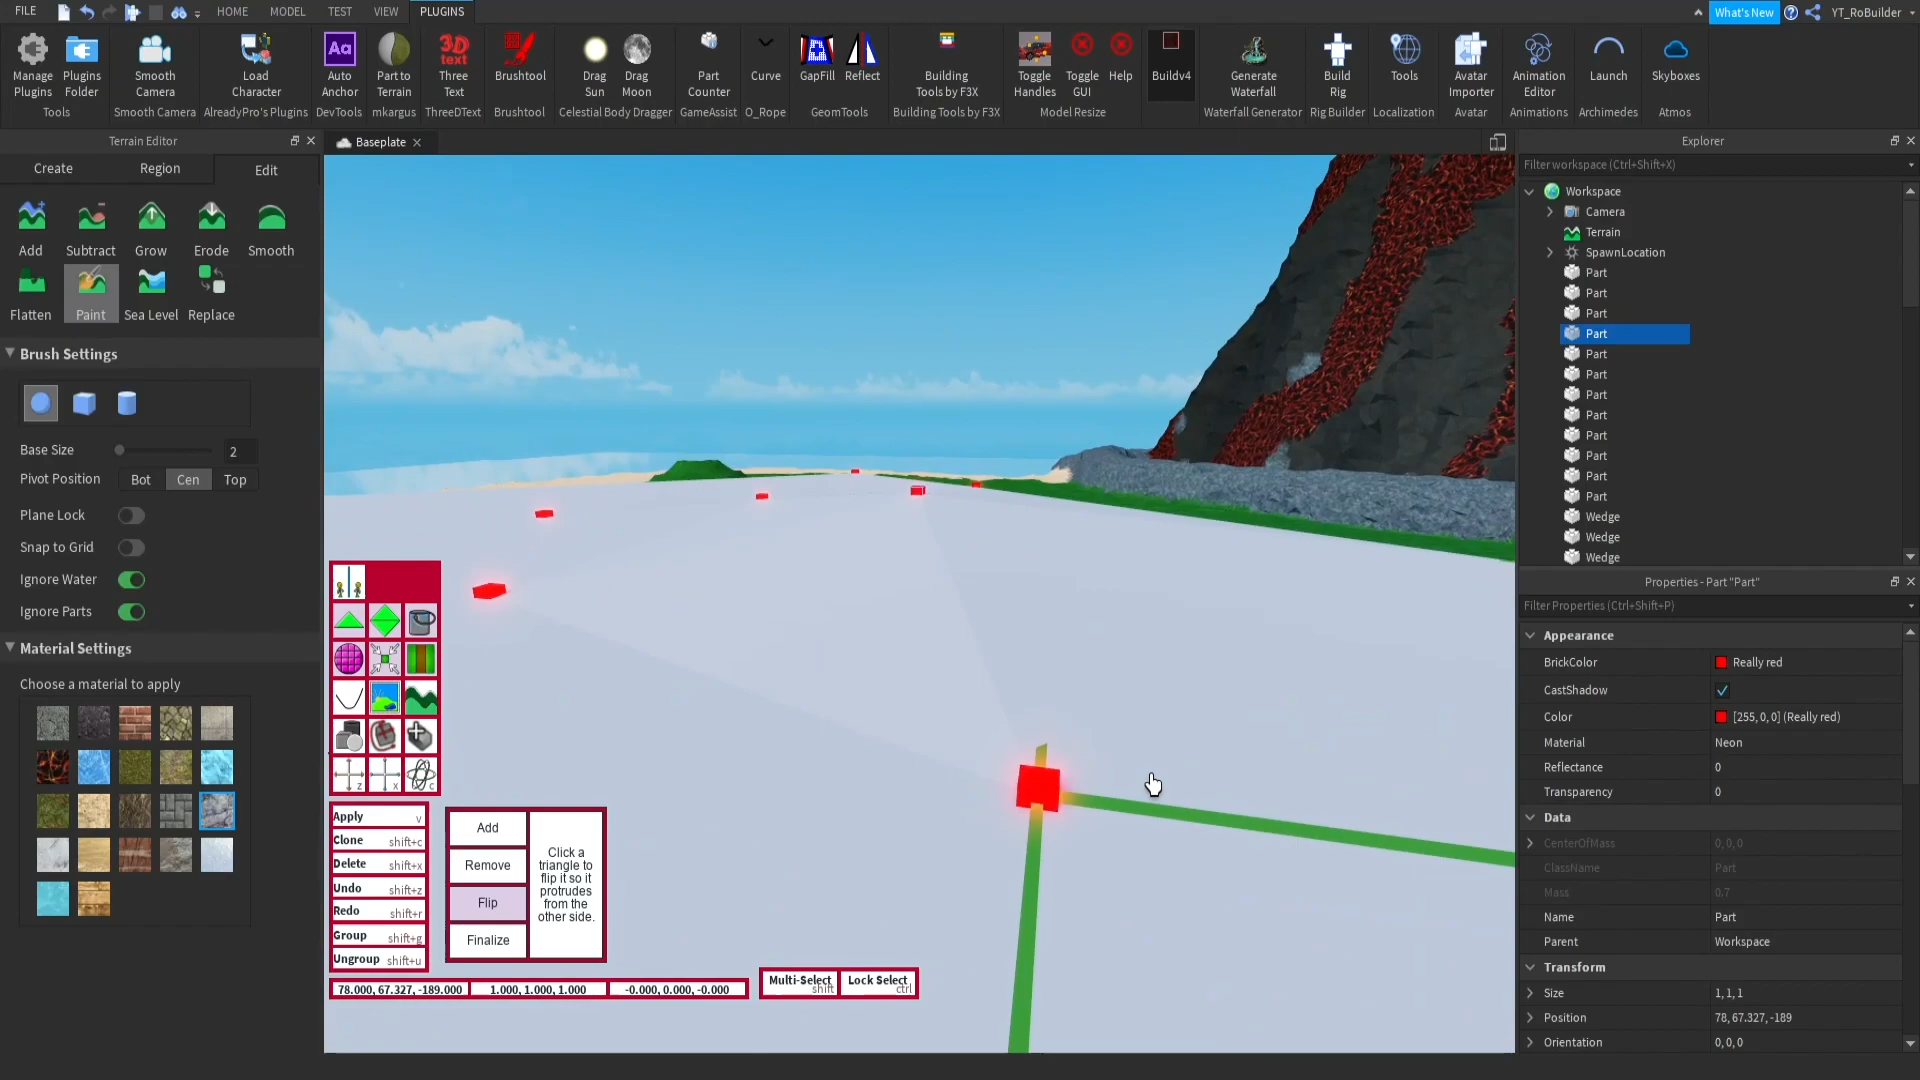 FILE HOME MODEL TEST VIEW PLUGINS What's New YT_RoBuilder
Manage Plugins
Plugins Folder
Smooth Camera
Load Character
Auto Anchor
Part to Terrain
3D text
Three Text
Brushtool
Drag Sun
Drag Moon
Part Counter
Curve
GapFill
Reflect
Building Tools by F3X
Toggle Handles
Toggle GUI
Help
Buildv4
Generate Waterfall
Build Rig
Tools
Avatar Importer
Animation Editor
Launch
Skyboxes
Aa
Tools Smooth Camera AlreadyPro's Plugins DevTools mkargus ThreeDText Brushtool Celestial Body Dragger GameAssist O_Rope GeomTools Building Tools by F3X Model Resize Waterfall Generator Rig Builder Localization Avatar Animations Archimedes Atmos
Terrain Editor
Create Region Edit
Add Subtract Grow Erode Smooth
Flatten Paint Sea Level Replace
Brush Settings
Base Size 2
Pivot Position Bot Cen Top
Plane Lock
Snap to Grid
Ignore Water
Ignore Parts
Material Settings
Choose a material to apply
Baseplate
z x c
Apply v
Clone shift+c
Delete shift+x
Undo shift+z
Redo shift+r
Group shift+g
Ungroup shift+u
Add
Remove
Flip
Finalize
Click a
triangle to
flip it so it
protrudes
from the
other side.
78.000, 67.327, -189.000 1.000, 1.000, 1.000 -0.000, 0.000, -0.000
Multi-Select shift
Lock Select ctrl
Explorer
Filter workspace (Ctrl+Shift+X)
Workspace
Camera
Terrain
SpawnLocation
Part
Part
Part
Part
Part
Part
Part
Part
Part
Part
Part
Part
Wedge
Wedge
Wedge
Properties - Part "Part"
Filter Properties (Ctrl+Shift+P)
Appearance
BrickColor Really red
CastShadow
Color [255, 0, 0] (Really red)
Material Neon
Reflectance 0
Transparency 0
Data
CenterOfMass 0, 0, 0
ClassName Part
Mass 0.7
Name Part
Parent Workspace
Transform
Size 1, 1, 1
Position 78, 67.327, -189
Orientation 0, 0, 0